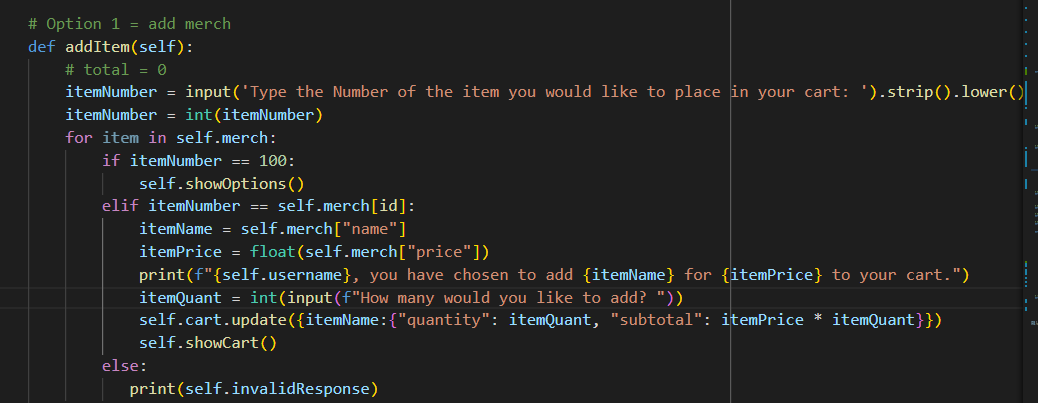 # Option 1 = add merch
def addItem(self):
# total = 0
itemNumber = input('Type the Number of the item you would like to place in your cart: ').strip().lower()
itemNumber = int(itemNumber)
for item in self.merch:
if itemNumber == 100:
self.showOptions()
elif itemNumber == self.merch[id]:
itemName = self.merch["name"]
itemPrice = float(self.merch["price"])
print(f"{self.username}, you have chosen to add {itemName} for {itemPrice} to your cart.")
itemQuant = int(input(f"How many would you like to add? "))
self.cart.update({itemName:{"quantity": itemQuant, "subtotal": itemPrice * itemQuant}})
self.showCart()
else:
print(self.invalidResponse)